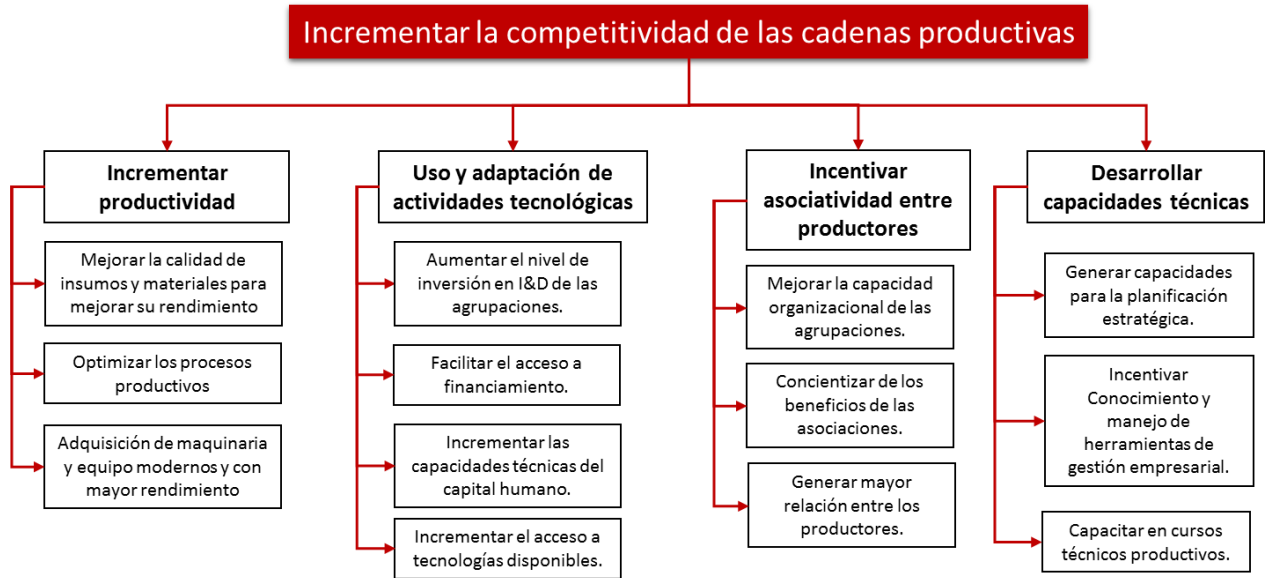 Incrementar la competitividad de las cadenas productivas
Incrementar
productividad
Mejorar la calidad de
insumos y materiales para
mejorar su rendimiento
Optimizar los procesos
productivos
Adquisición de maquinaria
y equipo modernos y con
mayor rendimiento
Uso y adaptación de
actividades tecnológicas
Aumentar el nivel de
inversión en I&D de las
agrupaciones.
Facilitar el acceso a
financiamiento.
Incrementar las
capacidades técnicas del
capital humano.
Incrementar el acceso a
tecnologías disponibles.
Incentivar
asociatividad entre
productores
Mejorar la capacidad
organizacional de las
agrupaciones.
Concientizar de los
beneficios de las
asociaciones.
Generar mayor
relación entre los
productores.
Desarrollar
capacidades técnicas
Generar capacidades
para la planificación
estratégica.
Incentivar
Conocimiento y
manejo de
herramientas de
gestión empresarial.
Capacitar en cursos
técnicos productivos.